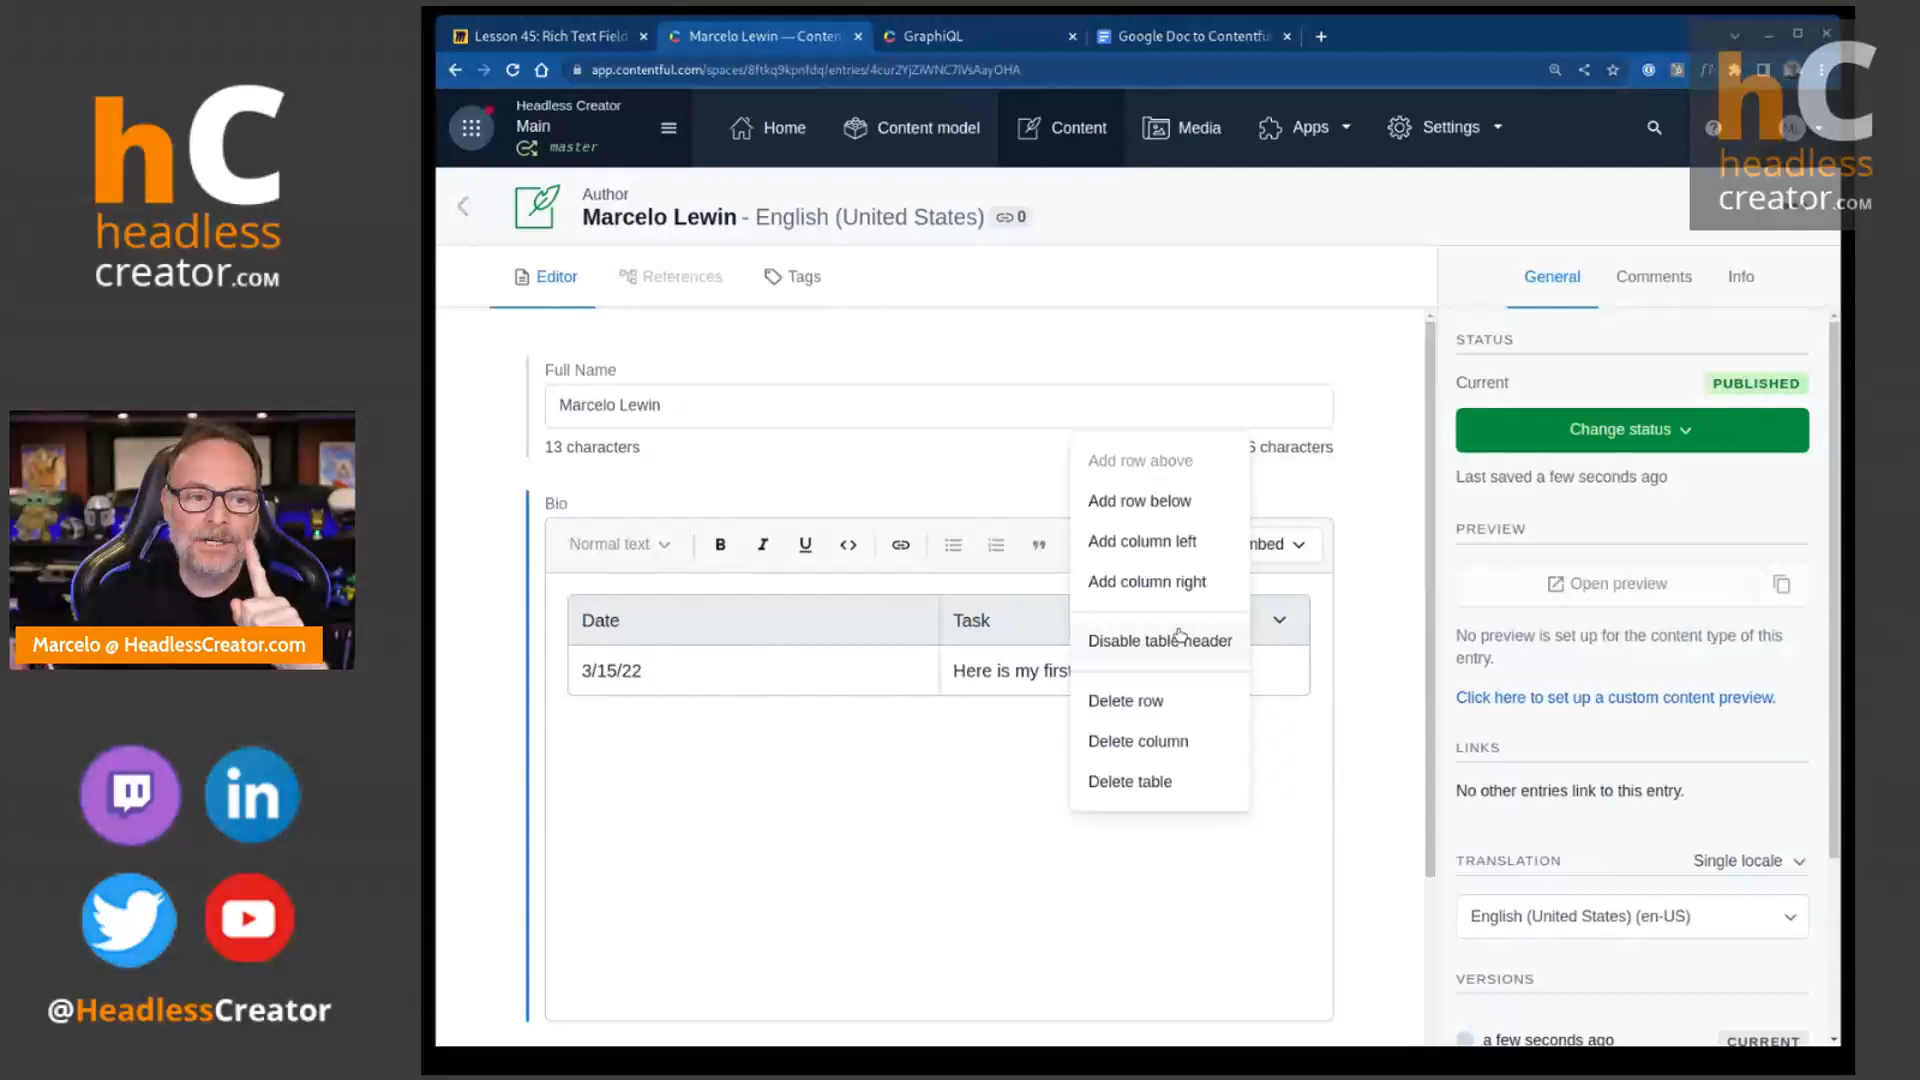 hC
headless
creator.com
Marcelo @ HeadlessCreator.com
in
@HeadlessCreator
Lesson 45: Rich Text Field
Marcelo Lewin — Conten
GraphiQL
Google Doc to Contentfu
app.contentful.com/spaces/8ftkq9kpnfdq/entries/4cur2YjZiWNC7iVsAayOHA
Headless Creator
Main
master
Home
Content model
Content
Media
Apps
Settings
hC
headless
creator.com
Author
Marcelo Lewin - English (United States)
0
Editor
References
Tags
General
Comments
Info
Full Name
Marcelo Lewin
13 characters
6 characters
Bio
Normal text
B
I
U
mbed
Date
Task
3/15/22
Here is my first
Add row above
Add row below
Add column left
Add column right
Disable table header
Delete row
Delete column
Delete table
STATUS
Current
PUBLISHED
Change status
Last saved a few seconds ago
PREVIEW
Open preview
No preview is set up for the content type of this
entry.
Click here to set up a custom content preview.
LINKS
No other entries link to this entry.
TRANSLATION
Single locale
English (United States) (en-US)
VERSIONS
a few seconds ago
CURRENT